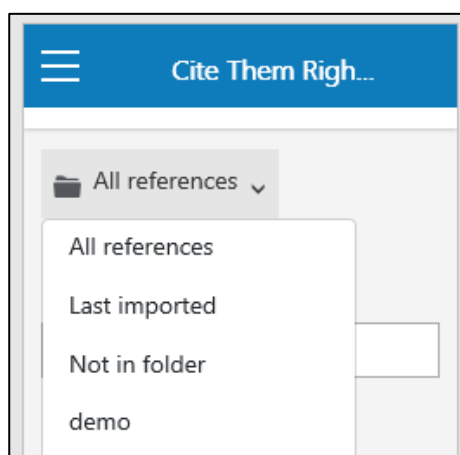 Cite Them Righ...
All references
All references
Last imported
Not in folder
demo